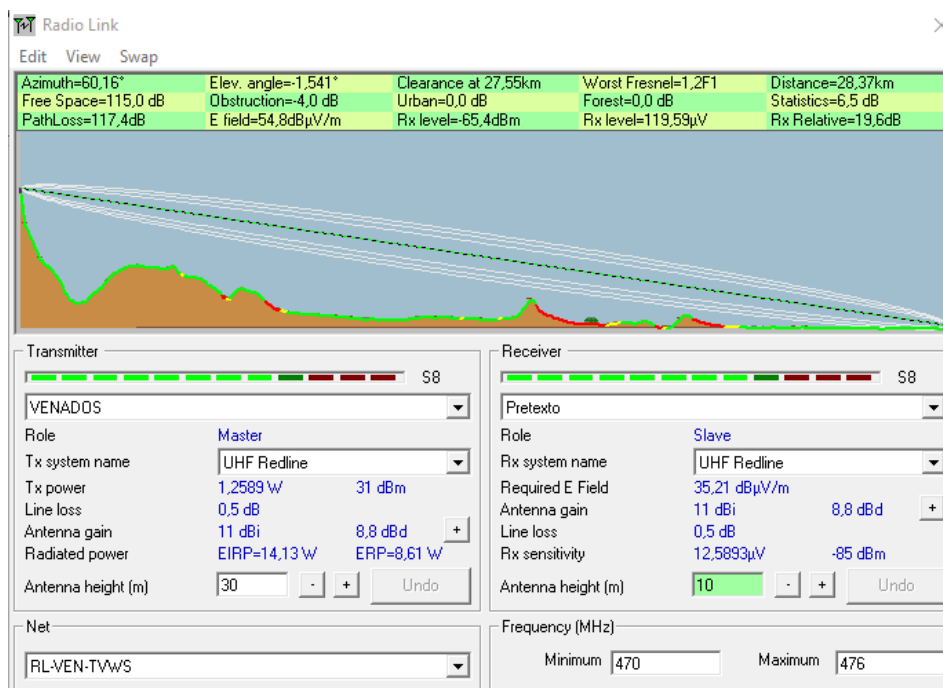 Radio Link
Edit View Swap
Azimuth=60,16° Elev. angle=-1,541° Clearance at 27,55km Worst Fresnel=1,2F1 Distance=28,37km
Free Space=115,0 dB Obstruction=-4,0 dB Urban=0,0 dB Forest=0,0 dB Statistics=6,5 dB
PathLoss=117,4dB E field=54,8dBµV/m Rx level=-65,4dBm Rx level=119,59µV Rx Relative=19,6dB
Transmitter
S8
VENADOS
Role Master
Tx system name UHF Redline
Tx power 1,2589 W 31 dBm
Line loss 0,5 dB
Antenna gain 11 dBi 8,8 dBd +
Radiated power EIRP=14,13 W ERP=8,61 W
Antenna height (m) 30 - + Undo
Receiver
S8
Pretexto
Role Slave
Rx system name UHF Redline
Required E Field 35,21 dBµV/m
Antenna gain 11 dBi 8,8 dBd +
Line loss 0,5 dB
Rx sensitivity 12,5893µV -85 dBm
Antenna height (m) 10 - + Undo
Net
RL-VEN-TVWS
Frequency (MHz)
Minimum 470 Maximum 476